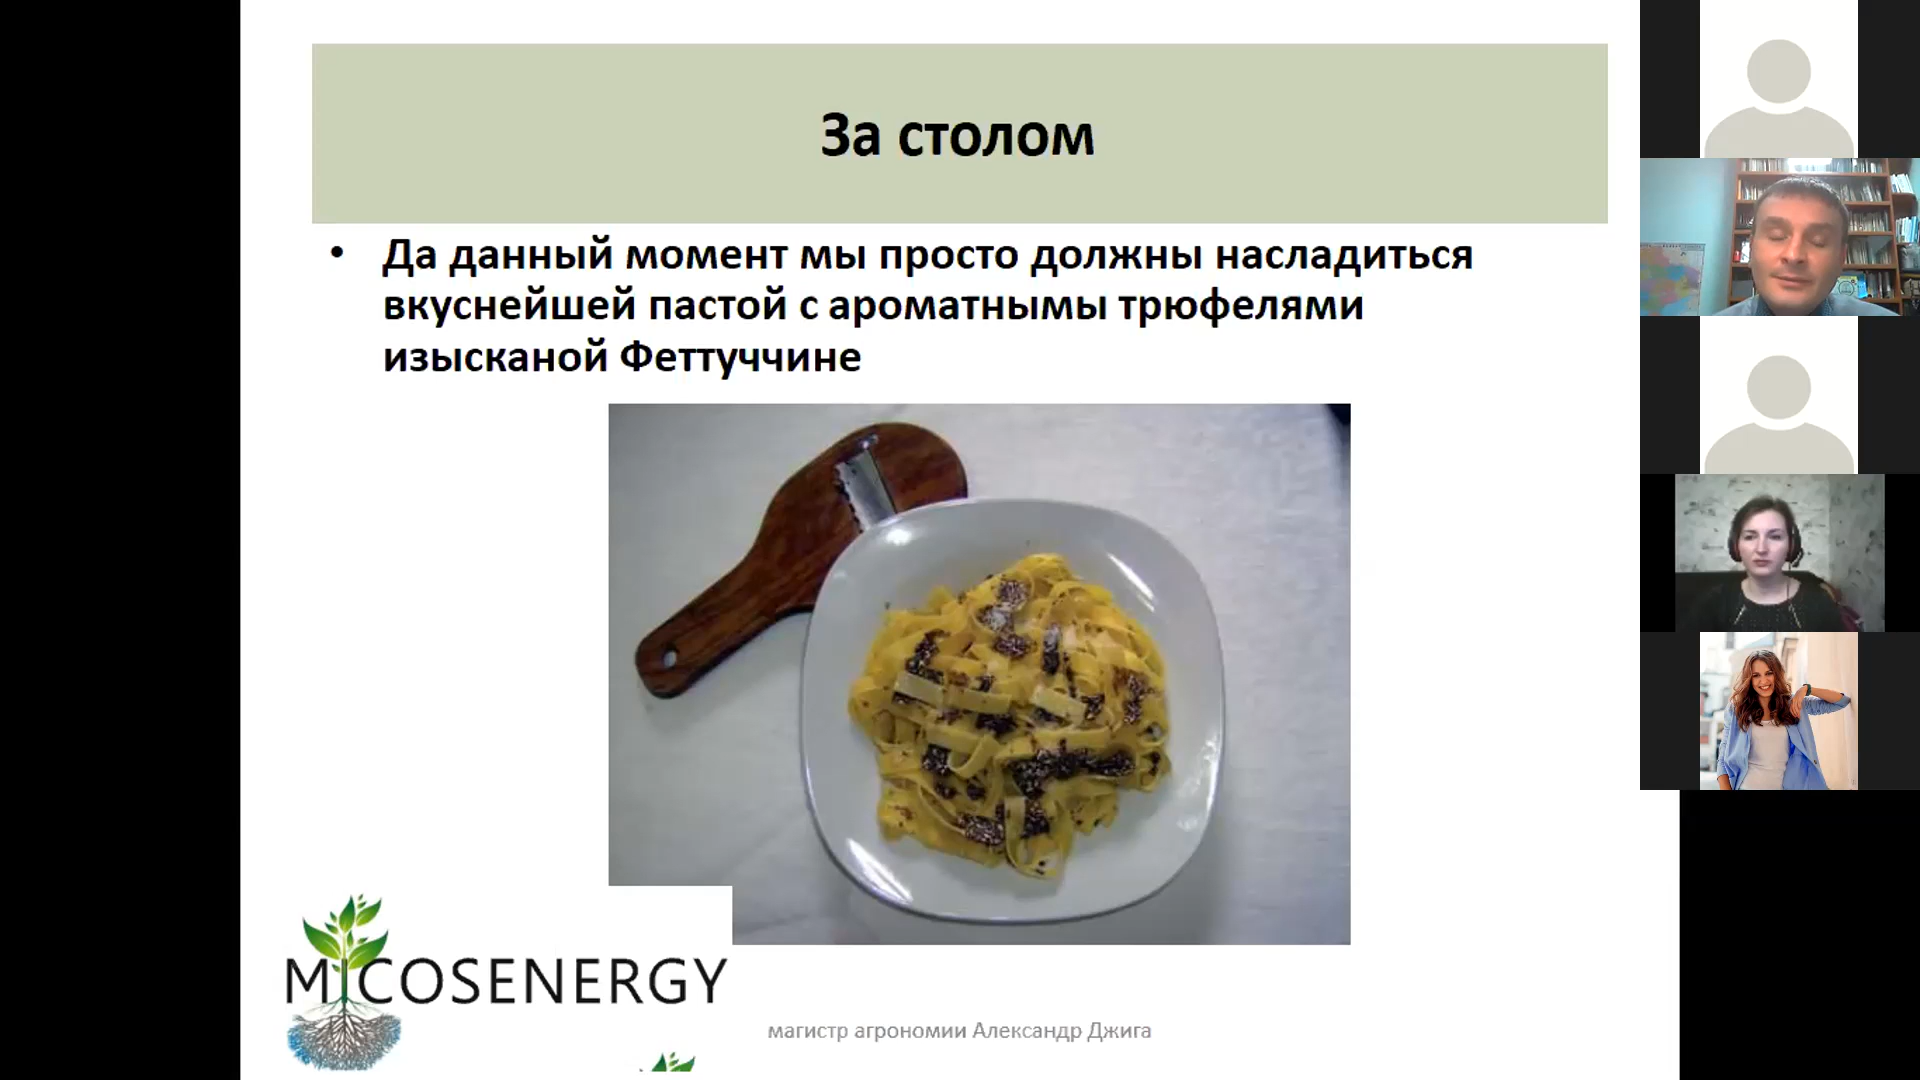 За столом
• Да данный момент мы просто должны насладиться
вкуснейшей пастой с ароматнымы трюфелями
изысканой Феттуччине
MICOSENERGY
магистр агрономии Александр Джига